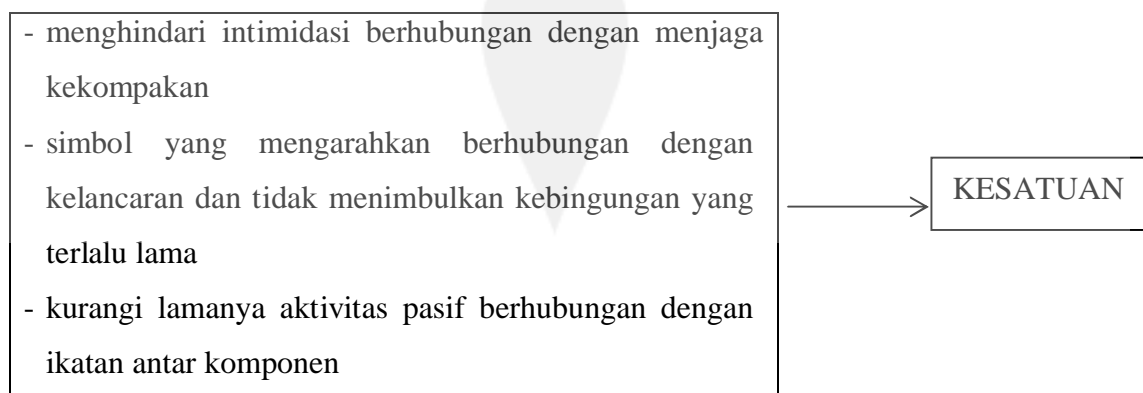 - menghindari intimidasi berhubungan dengan menjaga
kekompakan
- simbol yang mengarahkan berhubungan dengan
kelancaran dan tidak menimbulkan kebingungan yang
terlalu lama
- kurangi lamanya aktivitas pasif berhubungan dengan
ikatan antar komponen
KESATUAN